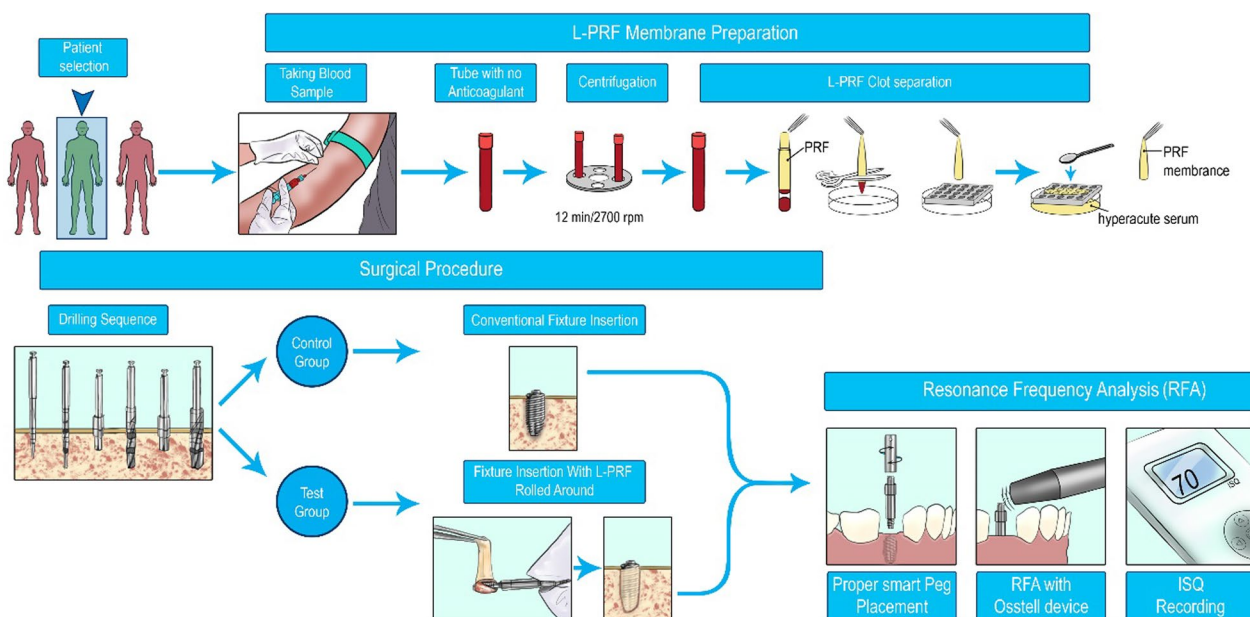 L-PRF Membrane Preparation
Patient
selection
Taking Blood
Sample
Tube with no
Anticoagulant
Centrifugation
L-PRF Clot separation
PRF
PRF
membrance
12 min/2700 rpm
hyperacute serum
Surgical Procedure
Drilling Sequence
Control
Group
Conventional Fixture Insertion
Test
Group
Fixture Insertion With L-PRF
Rolled Around
Resonance Frequency Analysis (RFA)
70
ISQ
Proper smart Peg
Placement
RFA with
Osstell device
ISQ
Recording